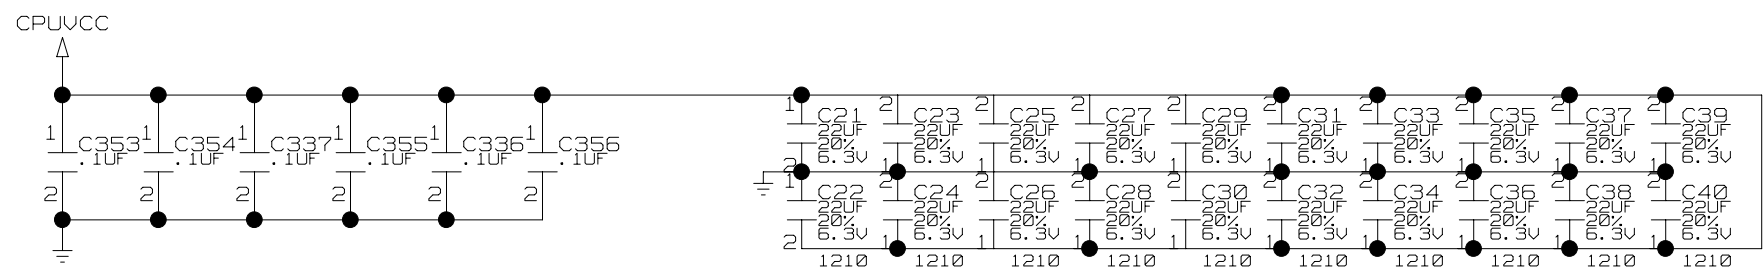 CPUVCC
1 1 1 1 1 1
C353 C354 C337 C355 C336 C356
.1UF .1UF .1UF .1UF .1UF .1UF
2 2 2 2 2 2
1 2 2 2 2 2 2 2 2 2
C21 C23 C25 C27 C29 C31 C33 C35 C37 C39
22UF 22UF 22UF 22UF 22UF 22UF 22UF 22UF 22UF 22UF
20% 20% 20% 20% 20% 20% 20% 20% 20% 20%
6.3V 6.3V 6.3V 6.3V 6.3V 6.3V 6.3V 6.3V 6.3V 6.3V
2 1 1 1 1 1 1 1 1 1
1 2 2 2 2 2 2 2 2 2
C22 C24 C26 C28 C30 C32 C34 C36 C38 C40
22UF 22UF 22UF 22UF 22UF 22UF 22UF 22UF 22UF 22UF
20% 20% 20% 20% 20% 20% 20% 20% 20% 20%
6.3V 6.3V 6.3V 6.3V 6.3V 6.3V 6.3V 6.3V 6.3V 6.3V
2 1 1 1 1 1 1 1 1 1
1210 1210 1210 1210 1210 1210 1210 1210 1210 1210